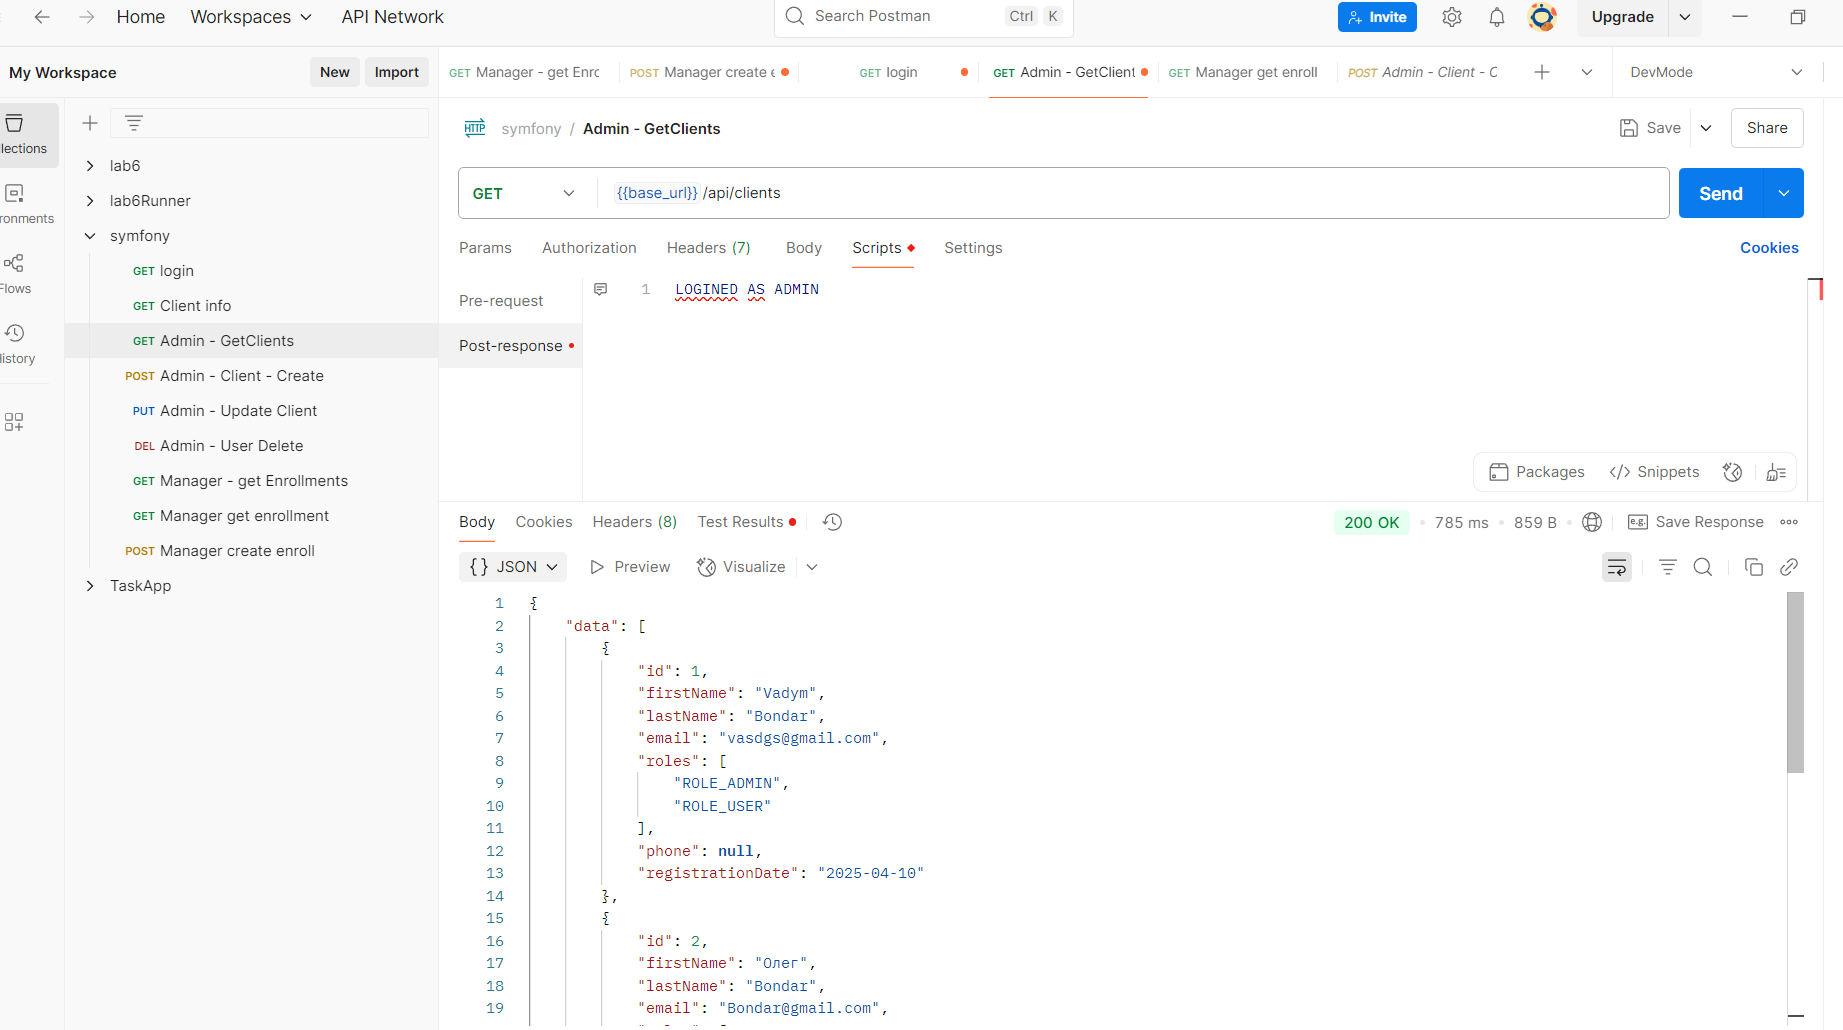 Home Workspaces API Network Search Postman Ctrl K Invite Upgrade
My Workspace New Import GET Manager - get Enrc POST Manager create e GET login GET Admin - GetClient GET Manager get enroll POST Admin - Client - C DevMode
HTTP symfony / Admin - GetClients Save Share
llections
lab6
GET {{base_url}} /api/clients Send
ronments
lab6Runner
symfony
Params Authorization Headers (7) Body Scripts Settings Cookies
GET login
Flows
Pre-request 1 LOGINED AS ADMIN
GET Client info
GET Admin - GetClients
Post-response
History
POST Admin - Client - Create
PUT Admin - Update Client
DEL Admin - User Delete
Packages </> Snippets
GET Manager - get Enrollments
GET Manager get enrollment
Body Cookies Headers (8) Test Results 200 OK 785 ms 859 B e.g. Save Response
POST Manager create enroll
{} JSON Preview Visualize
TaskApp
1 {
2 "data": [
3 {
4 "id": 1,
5 "firstName": "Vadym",
6 "lastName": "Bondar",
7 "email": "vasdgs@gmail.com",
8 "roles": [
9 "ROLE_ADMIN",
10 "ROLE_USER"
11 ],
12 "phone": null,
13 "registrationDate": "2025-04-10"
14 },
15 {
16 "id": 2,
17 "firstName": "Олег",
18 "lastName": "Bondar",
19 "email": "Bondar@gmail.com",